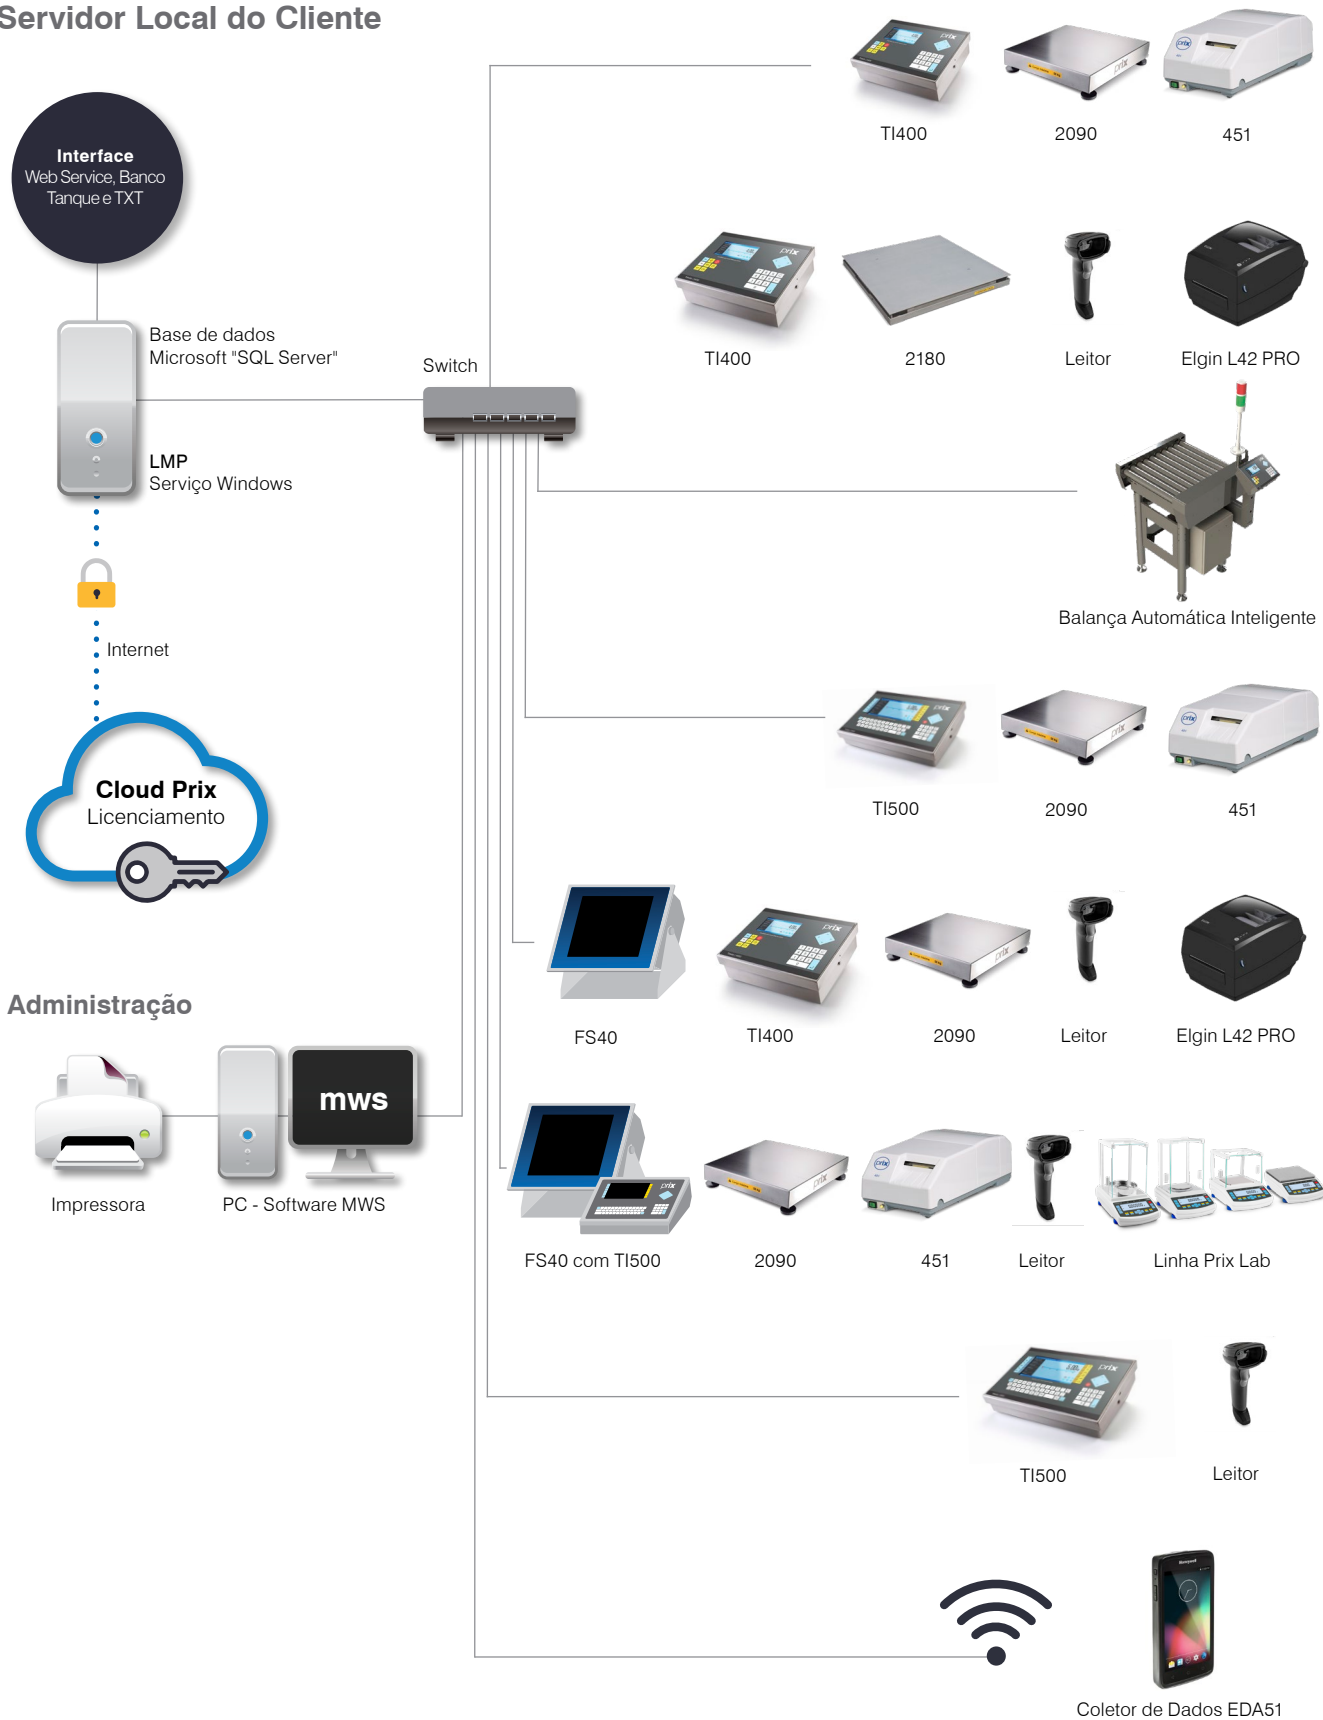 Servidor Local do Cliente
Interface
Web Service, Banco
Tanque e TXT
Base de dados
Microsoft "SQL Server"
LMP
Serviço Windows
Internet
Cloud Prix
Licenciamento
Switch
TI400
2090
451
TI400
2180
Leitor
Elgin L42 PRO
Balança Automática Inteligente
TI500
2090
451
FS40
TI400
2090
Leitor
Elgin L42 PRO
Administração
mws
Impressora
PC - Software MWS
FS40 com TI500
2090
451
Leitor
Linha Prix Lab
TI500
Leitor
Coletor de Dados EDA51